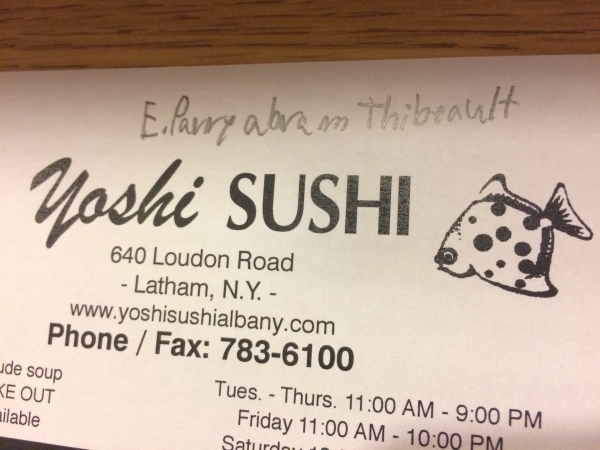 E. Parry abram Thibeault
Yoshi SUSHI
640 Loudon Road
- Latham, N.Y. -
www.yoshisushialbany.com
Phone / Fax: 783-6100
ude soup
KE OUT
ailable
Tues. - Thurs. 11:00 AM - 9:00 PM
Friday 11:00 AM - 10:00 PM
Saturday